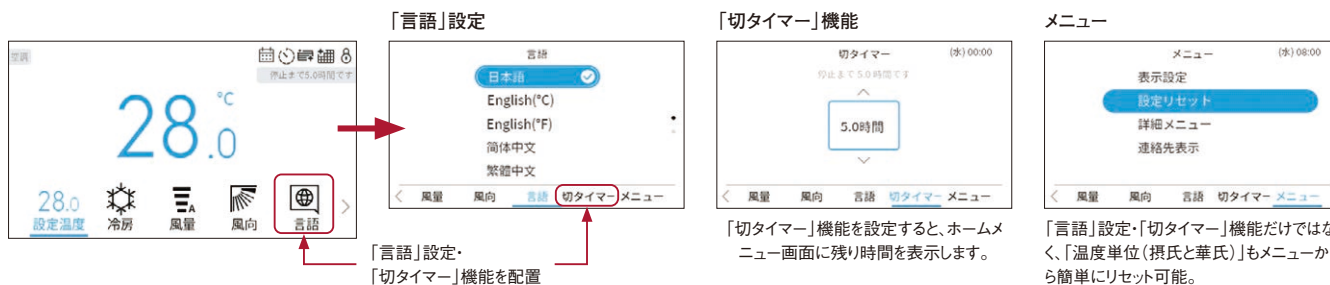 空調
停止まで5.0時間です
28.0
℃
28.0
設定温度
冷房
A
風量
風向
言語
「言語」設定・
「切タイマー」機能を配置
「言語」設定
言語
日本語
English(°C)
English(°F)
简体中文
繁體中文
風量 風向 言語 切タイマー メニュー
「切タイマー」機能
切タイマー (水) 00:00
停止まで5.0時間です
5.0時間
風量 風向 言語 切タイマー メニュー
「切タイマー」機能を設定すると、ホームメ
ニュー画面に残り時間を表示します。
メニュー
メニュー (水) 08:00
表示設定
設定リセット
詳細メニュー
連絡先表示
風量 風向 言語 切タイマー メニュー
「言語」設定・「切タイマー」機能だけではな
く、「温度単位(摂氏と華氏)」もメニューか
ら簡単にリセット可能。